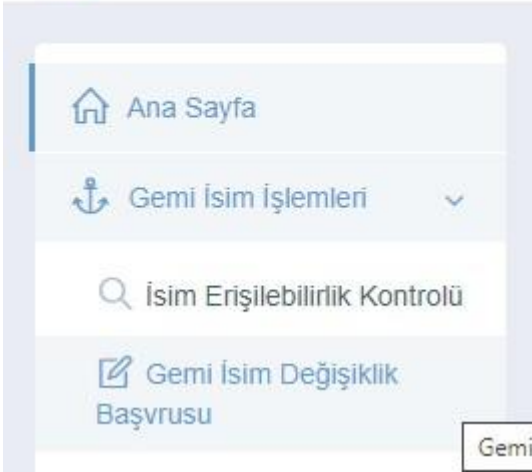 Ana Sayfa
Gemi İsim İşlemleri
İsim Erişilebilirlik Kontrolü
Gemi İsim Değişiklik
Başvrusu
Gemi